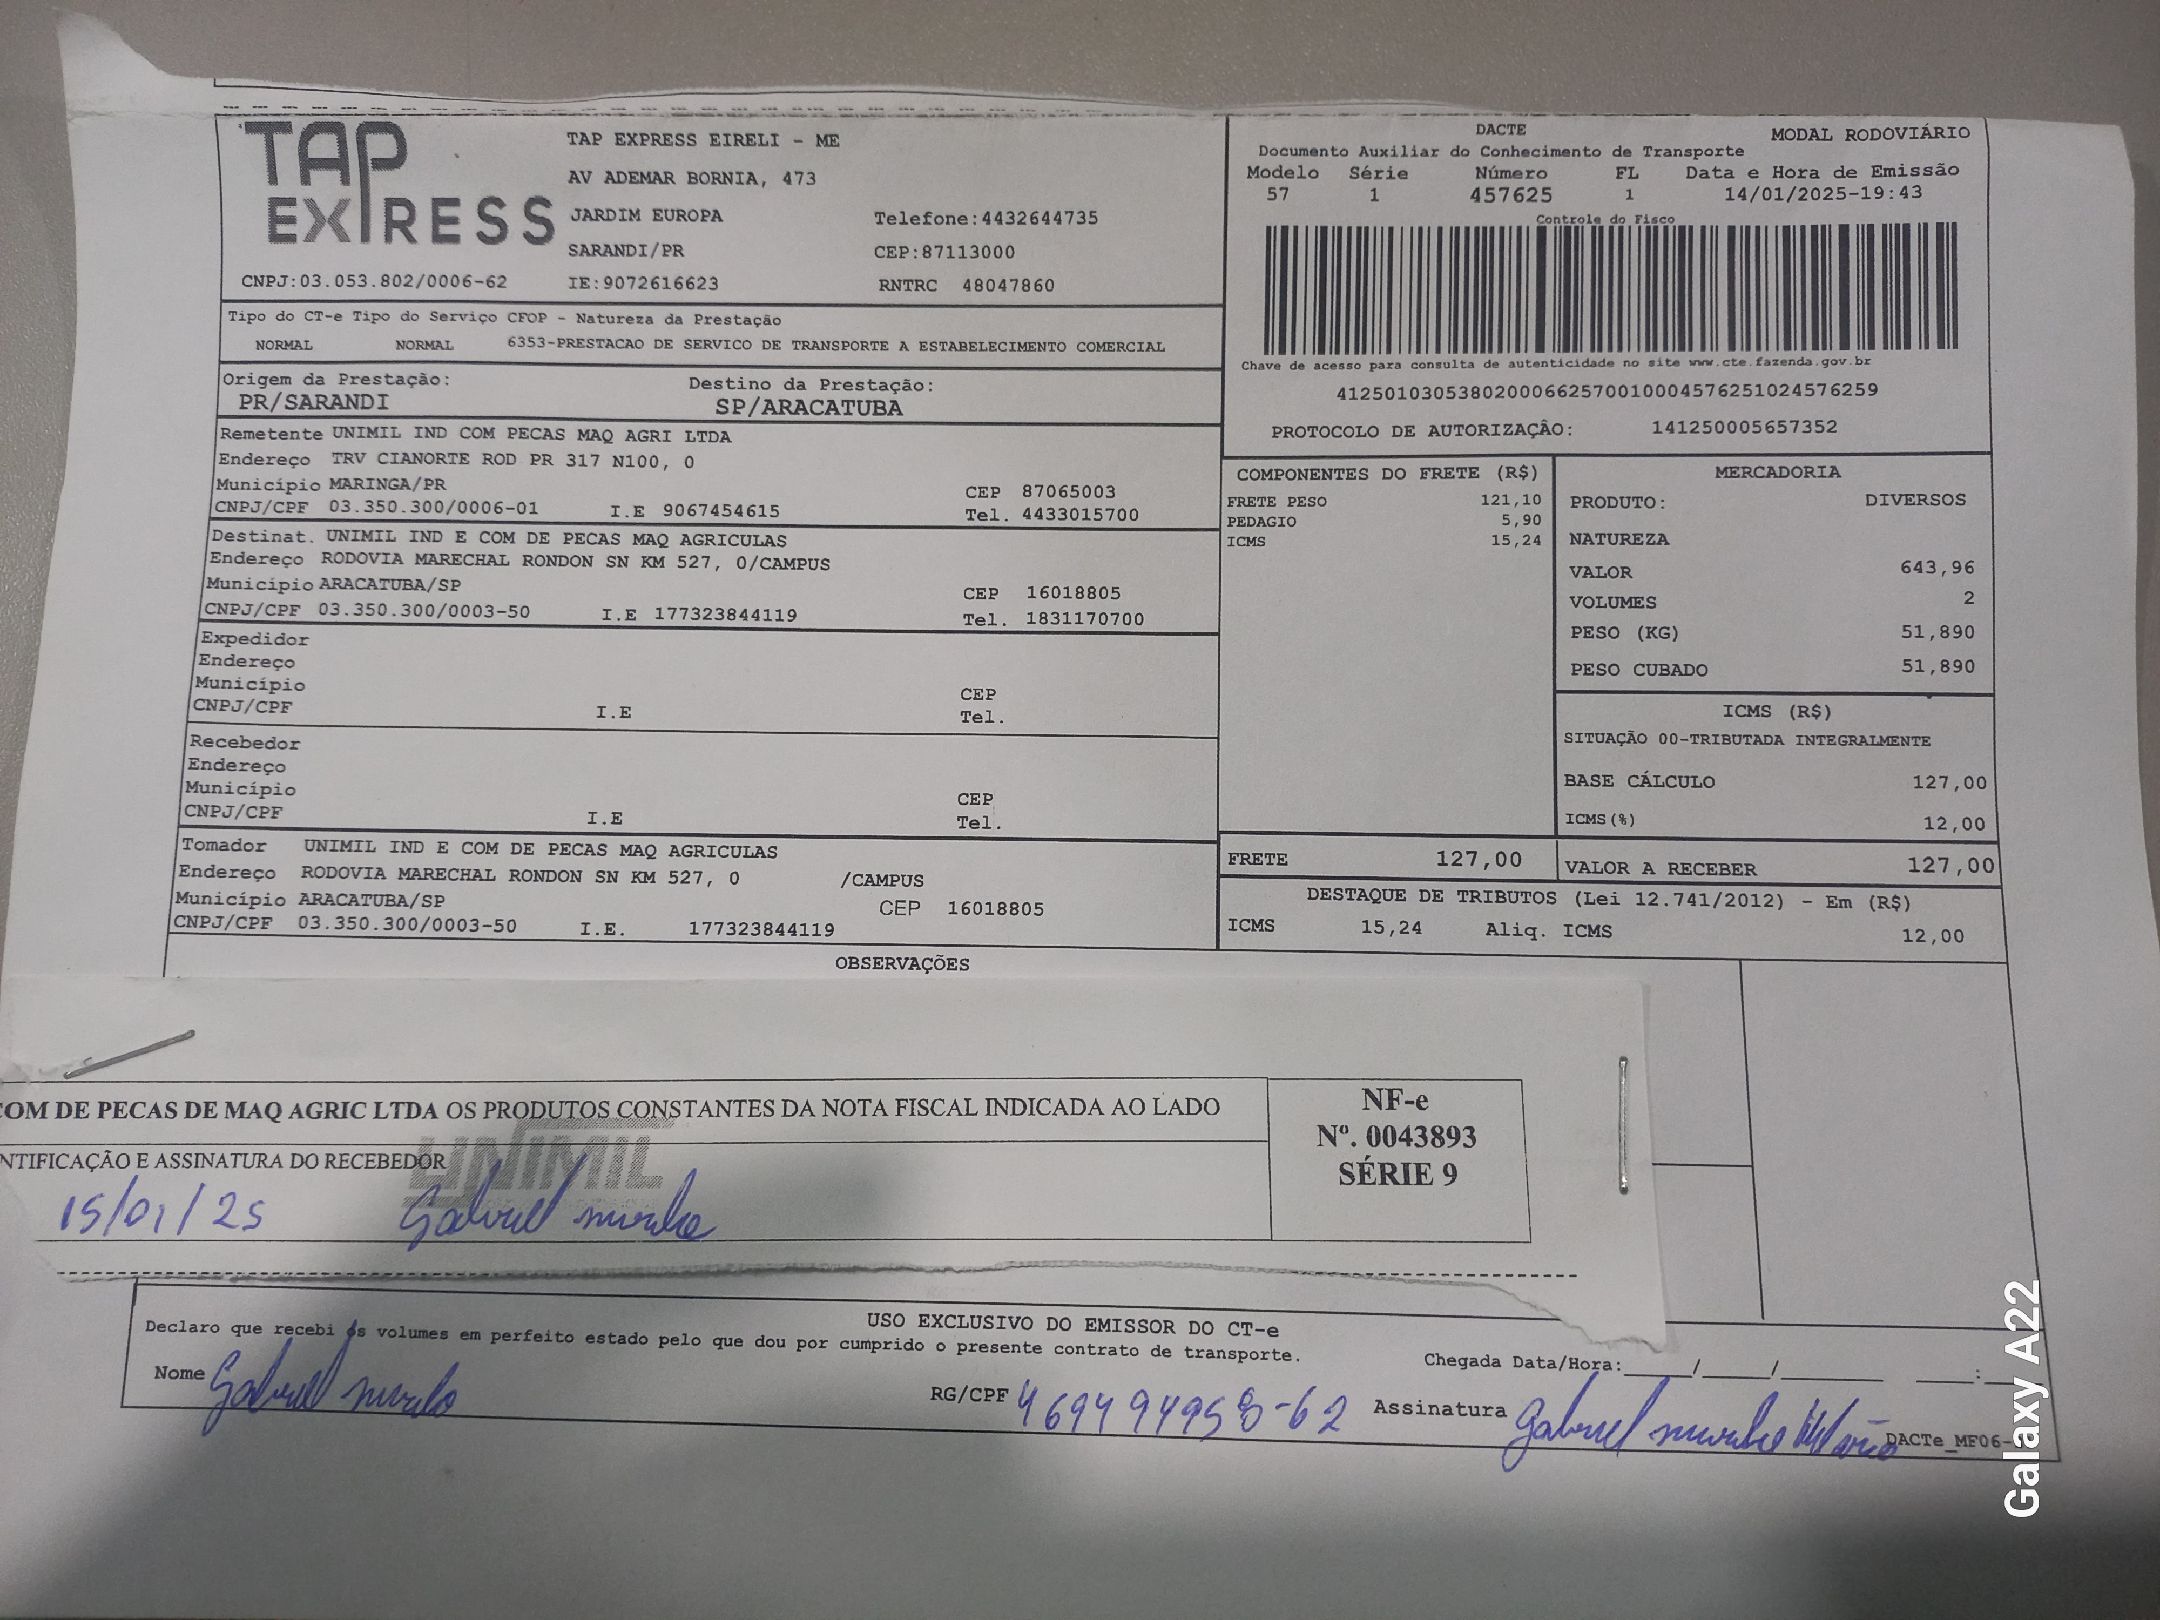 TAP EXPRESS
TAP EXPRESS EIRELI - ME
AV ADEMAR BORNIA, 473
JARDIM EUROPA Telefone:4432644735
SARANDI/PR CEP:87113000
CNPJ:03.053.802/0006-62 IE:9072616623 RNTRC 48047860
DACTE MODAL RODOVIÁRIO
Documento Auxiliar do Conhecimento de Transporte
Modelo Série Número FL Data e Hora de Emissão
57 1 457625 1 14/01/2025-19:43
Controle do Fisco
Chave de acesso para consulta de autenticidade no site www.cte.fazenda.gov.br
41250103053802000662570010004576251024576259
PROTOCOLO DE AUTORIZAÇÃO: 141250005657352
Tipo do CT-e Tipo do Serviço CFOP - Natureza da Prestação
NORMAL NORMAL 6353-PRESTACAO DE SERVICO DE TRANSPORTE A ESTABELECIMENTO COMERCIAL
Origem da Prestação: Destino da Prestação:
PR/SARANDI SP/ARACATUBA
Remetente UNIMIL IND COM PECAS MAQ AGRI LTDA
Endereço TRV CIANORTE ROD PR 317 N100, 0
Município MARINGA/PR CEP 87065003
CNPJ/CPF 03.350.300/0006-01 I.E 9067454615 Tel. 4433015700
Destinat. UNIMIL IND E COM DE PECAS MAQ AGRICULAS
Endereço RODOVIA MARECHAL RONDON SN KM 527, 0/CAMPUS
Município ARACATUBA/SP CEP 16018805
CNPJ/CPF 03.350.300/0003-50 I.E 177323844119 Tel. 1831170700
Expedidor
Endereço
Município CEP
CNPJ/CPF I.E Tel.
Recebedor
Endereço
Município CEP
CNPJ/CPF I.E Tel.
Tomador UNIMIL IND E COM DE PECAS MAQ AGRICULAS
Endereço RODOVIA MARECHAL RONDON SN KM 527, 0 /CAMPUS
Município ARACATUBA/SP CEP 16018805
CNPJ/CPF 03.350.300/0003-50 I.E. 177323844119
COMPONENTES DO FRETE (R$)
FRETE PESO 121,10
PEDAGIO 5,90
ICMS 15,24
MERCADORIA
PRODUTO: DIVERSOS
NATUREZA
VALOR 643,96
VOLUMES 2
PESO (KG) 51,890
PESO CUBADO 51,890
ICMS (R$)
SITUAÇÃO 00-TRIBUTADA INTEGRALMENTE
BASE CÁLCULO 127,00
ICMS(%) 12,00
FRETE 127,00 VALOR A RECEBER 127,00
DESTAQUE DE TRIBUTOS (Lei 12.741/2012) - Em (R$)
ICMS 15,24 Aliq. ICMS 12,00
OBSERVAÇÕES
COM DE PECAS DE MAQ AGRIC LTDA OS PRODUTOS CONSTANTES DA NOTA FISCAL INDICADA AO LADO
NTIFICAÇÃO E ASSINATURA DO RECEBEDOR
UNIMIL
15/01/25 Gabriel
NF-e
Nº. 0043893
SÉRIE 9
USO EXCLUSIVO DO EMISSOR DO CT-e
Declaro que recebi os volumes em perfeito estado pelo que dou por cumprido o presente contrato de transporte.
Chegada Data/Hora:____/____/______ ____:
Nome Gabriel RG/CPF 469494958-62 Assinatura Gabriel
DACTe_MF06-
Galaxy A22